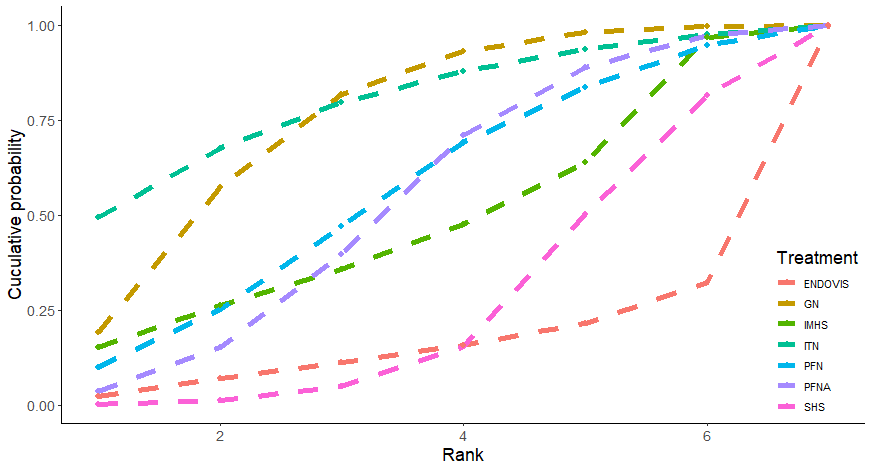 1.00
0.75
0.50
0.25
0.00
Cuculative probability
2
4
6
Rank
Treatment
ENDOVIS
GN
IMHS
ITN
PFN
PFNA
SHS